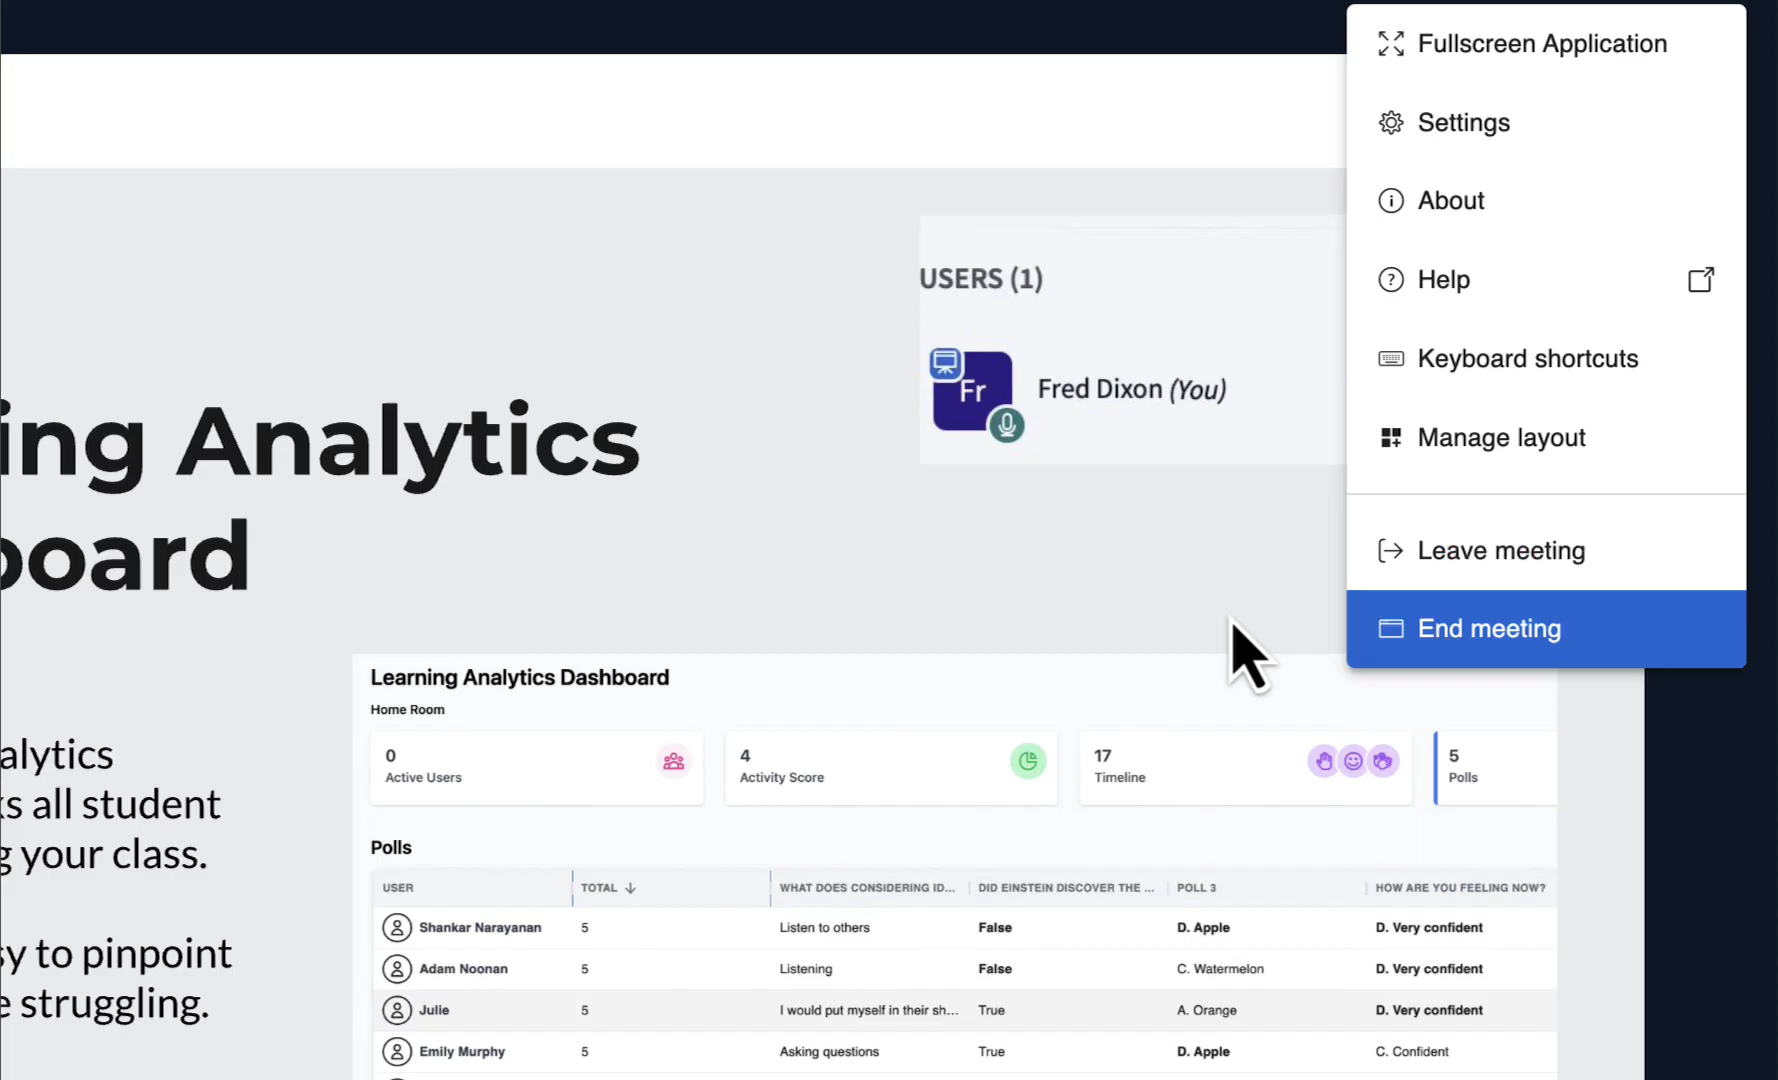 Fullscreen Application
Settings
About
Help
Keyboard shortcuts
Manage layout
Leave meeting
End meeting
USERS (1)
Fr
Fred Dixon (You)
ing Analytics
board
alytics
ks all student
g your class.
sy to pinpoint
e struggling.
Learning Analytics Dashboard
Home Room
0
Active Users
4
Activity Score
17
Timeline
5
Polls
Polls
USER TOTAL WHAT DOES CONSIDERING ID... DID EINSTEIN DISCOVER THE ... POLL 3 HOW ARE YOU FEELING NOW?
Shankar Narayanan 5 Listen to others False D. Apple D. Very confident
Adam Noonan 5 Listening False C. Watermelon D. Very confident
Julie 5 I would put myself in their sh... True A. Orange D. Very confident
Emily Murphy 5 Asking questions True D. Apple C. Confident